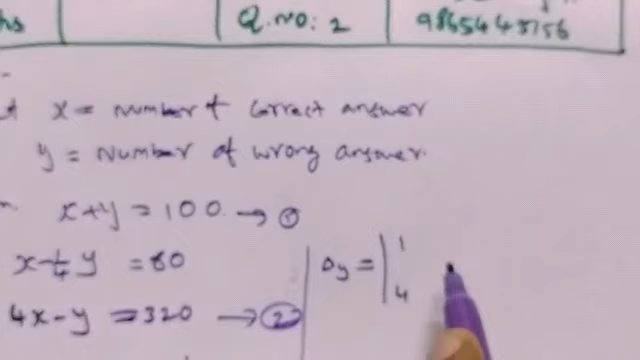 Q.NO: 2
x = number of correct answer
y = Number of wrong answer.
x+y = 100 → ①
x - 1/4 y = 80
4x - y = 320 → ②
Δy = | 1
4